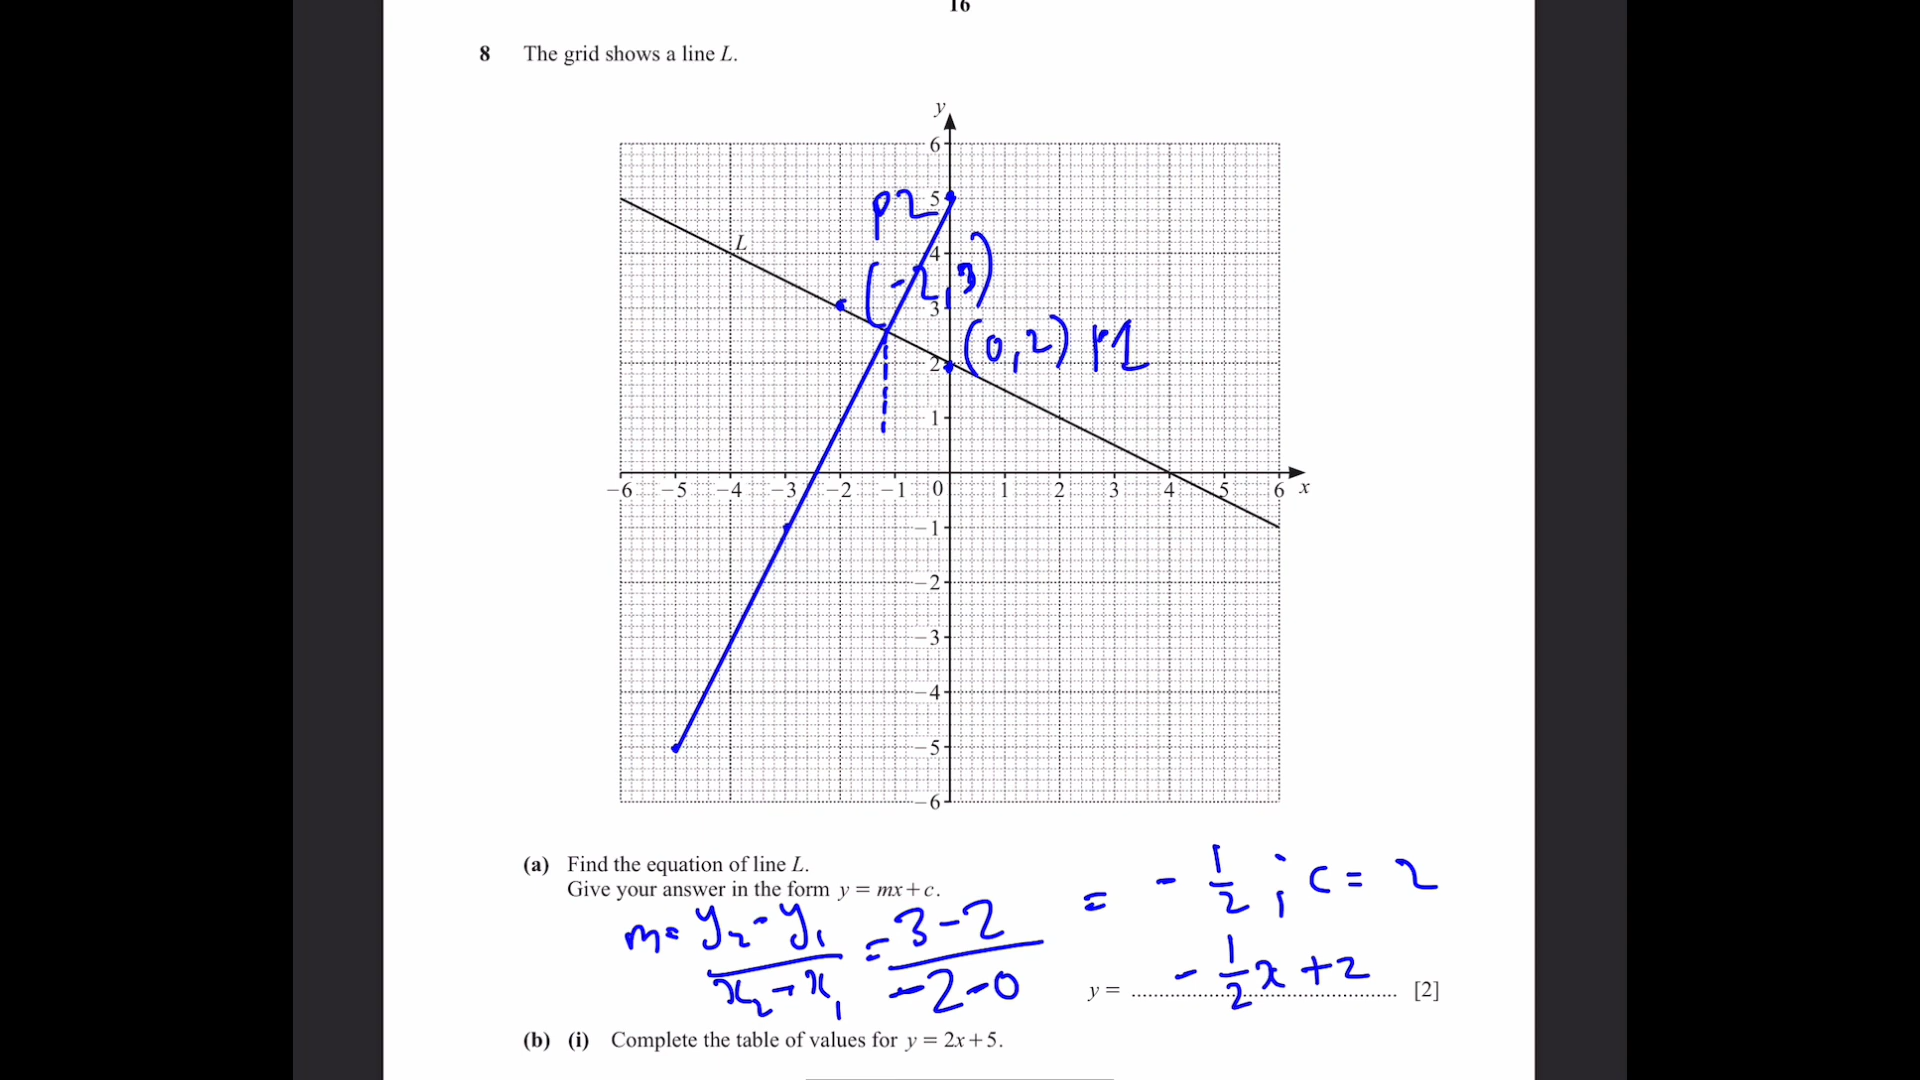 16
8 The grid shows a line L.
y
6
p2 5
L
4
(-2,3)
3
(0,2) P1
2
1
−6 −5 −4 −3 −2 −1 0 1 2 3 4 5 6 x
−1
−2
−3
−4
−5
−6
(a) Find the equation of line L.
Give your answer in the form y = mx + c.
m = y₂ - y₁ / x₂ - x₁ = 3 - 2 / -2 - 0 = - 1/2 ; c = 2
y = - 1/2 x + 2 [2]
(b) (i) Complete the table of values for y = 2x + 5.